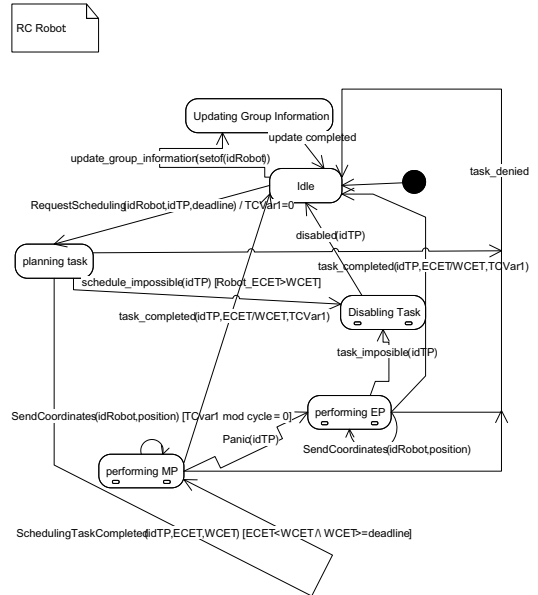 RC Robot
Updating Group Information
update completed
update_group_information(setof(idRobot))
task_denied
Idle
RequestScheduling(idRobot,idTP,deadline) / TCVar1=0
disabled(idTP)
planning task
task_completed(idTP,ECET/WCET,TCVar1)
schedule_impossible(idTP) [Robot_ECET>WCET]
Disabling Task
task_completed(idTP,ECET/WCET,TCVar1)
task_imposible(idTP)
SendCoordinates(idRobot,position) [TCvar1 mod cycle = 0]
performing EP
Panic(idTP)
SendCoordinates(idRobot,position)
performing MP
SchedulingTaskCompleted(idTP,ECET,WCET) [ECET<WCET /\ WCET>=deadline]